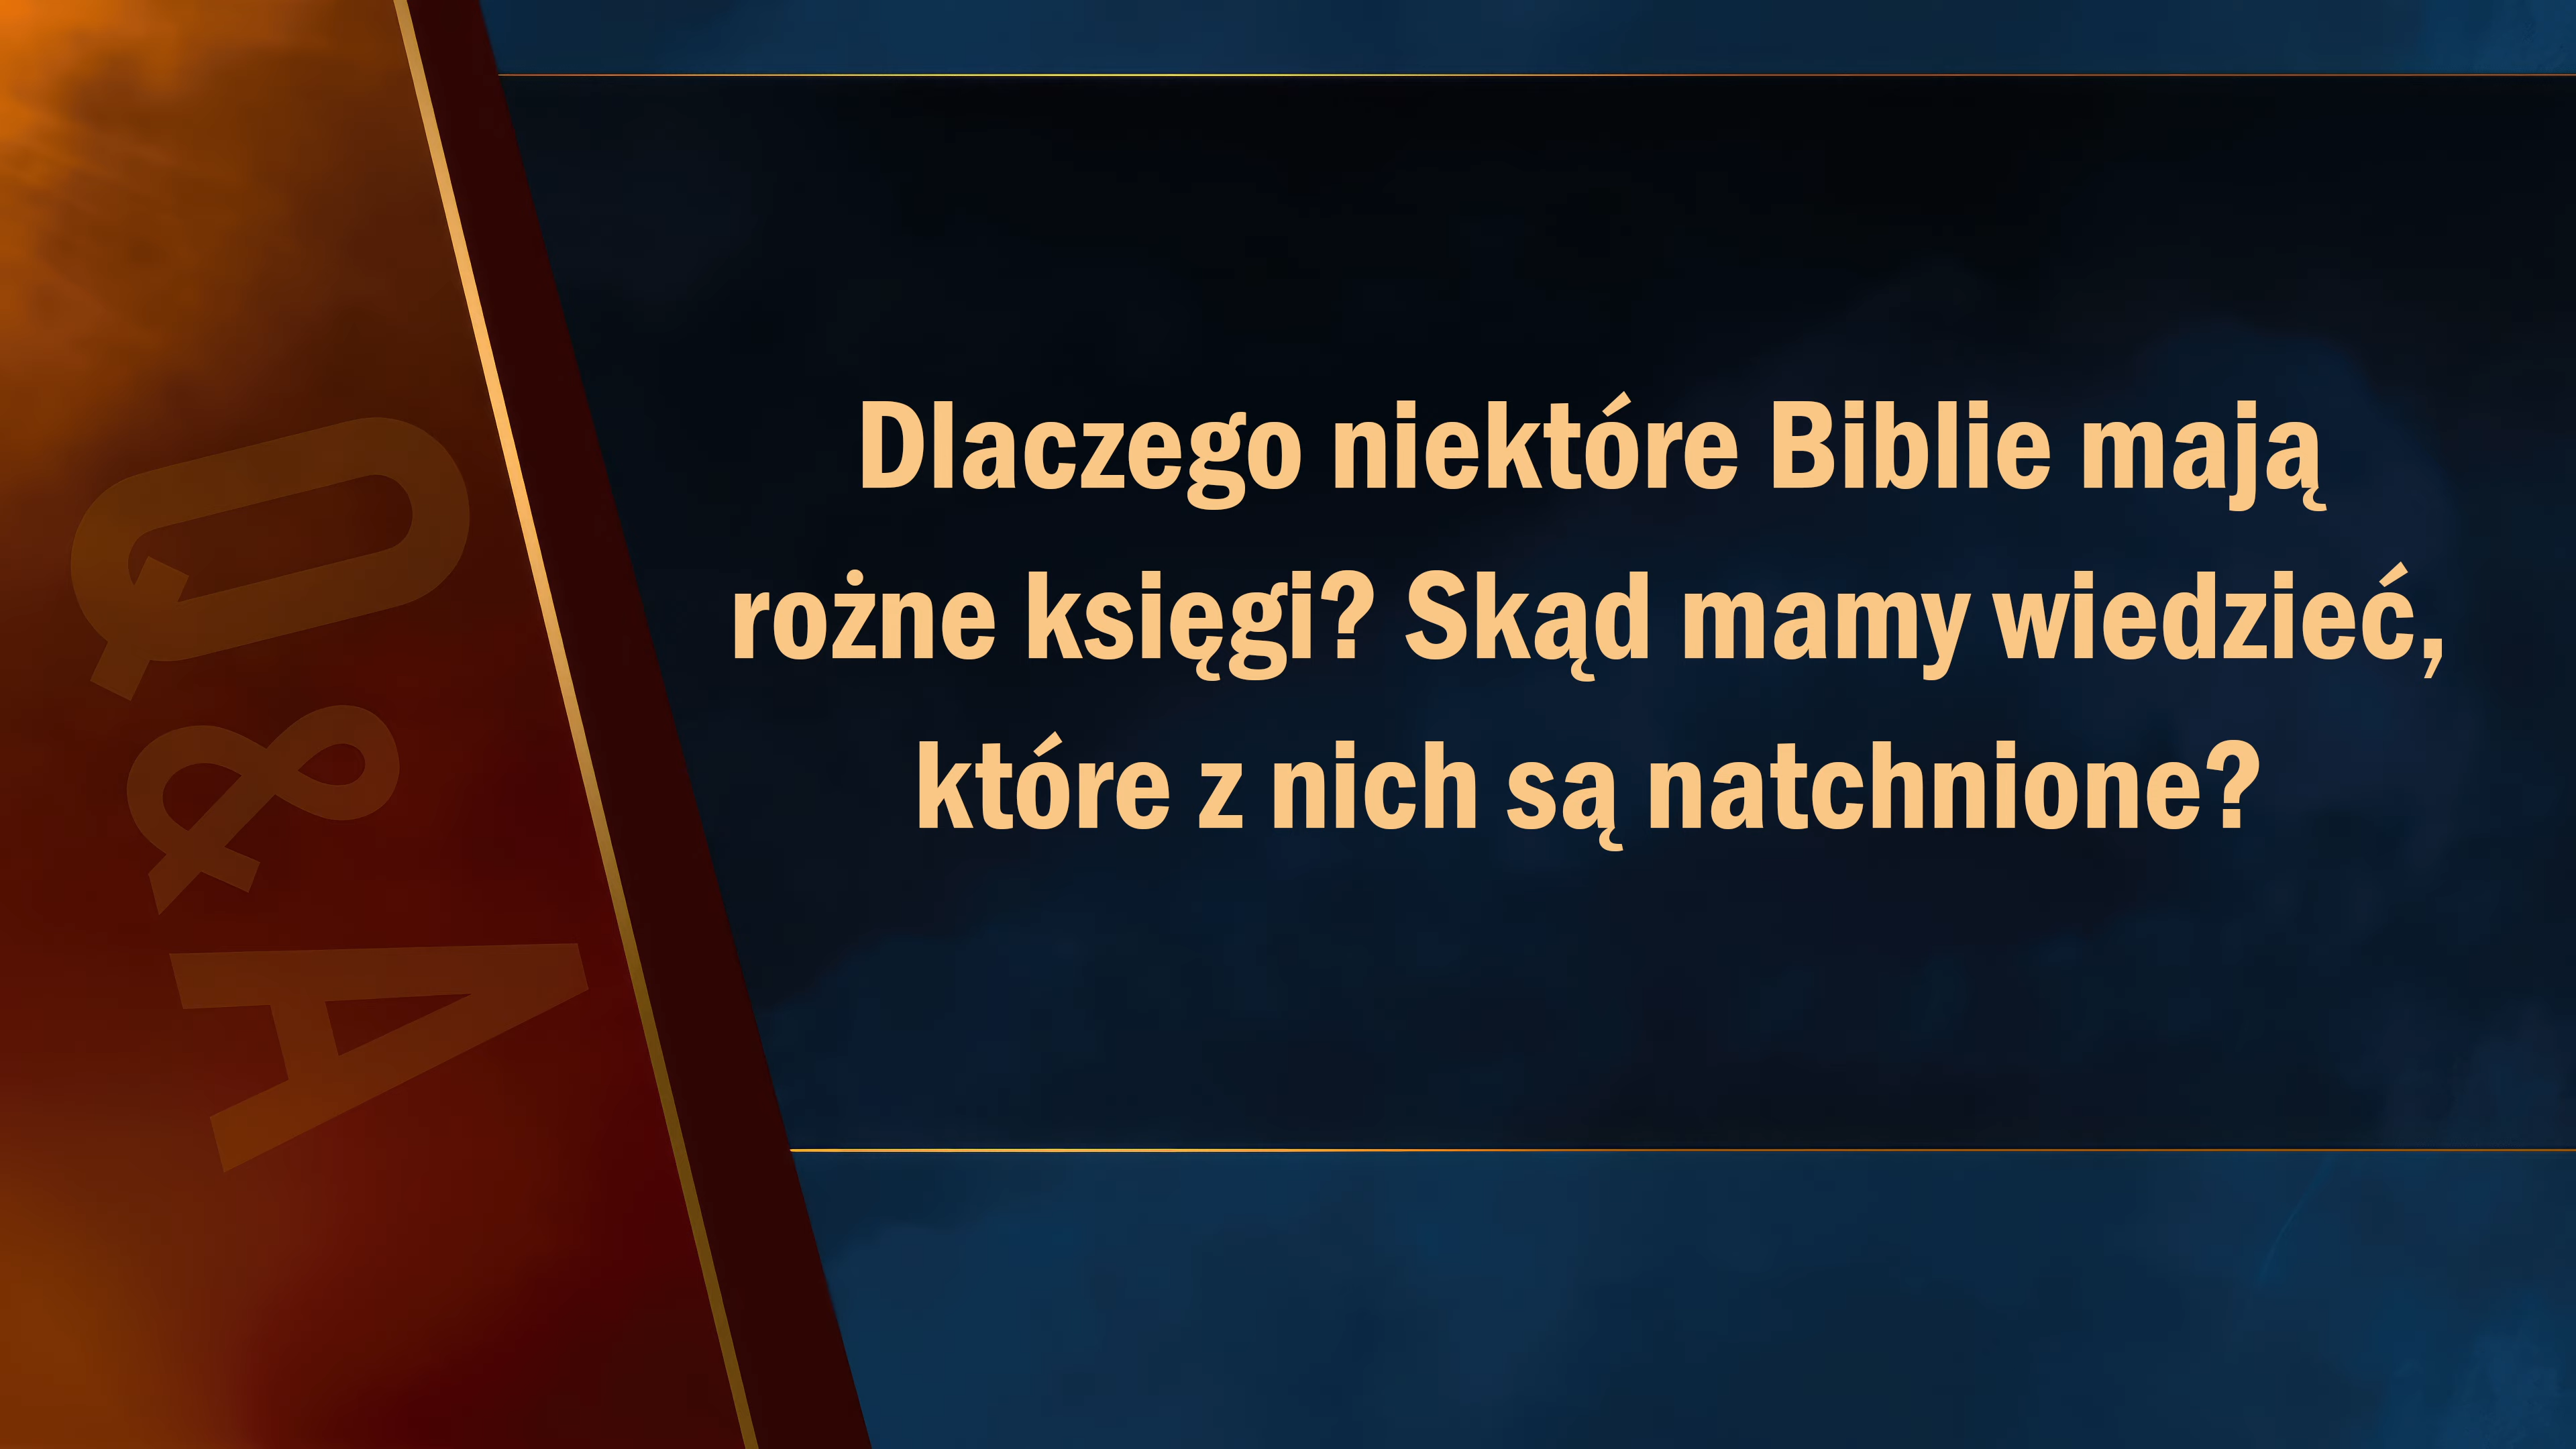 Q & A
Dlaczego niektóre Biblie mają
rożne księgi? Skąd mamy wiedzieć,
które z nich są natchnione?